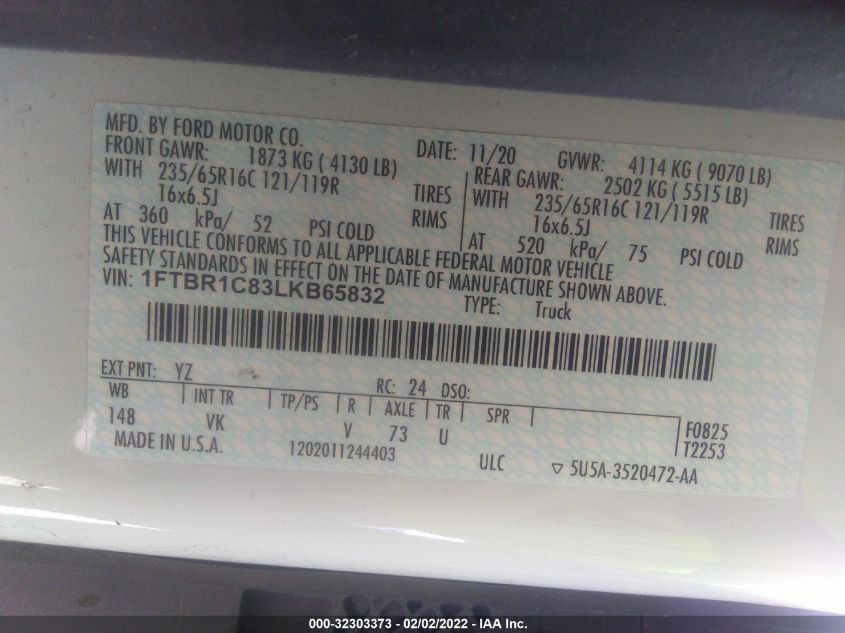 MFD. BY FORD MOTOR CO.
DATE: 11/20 GVWR: 4114 KG ( 9070 LB)
FRONT GAWR: 1873 KG ( 4130 LB)
REAR GAWR: 2502 KG ( 5515 LB)
WITH 235/65R16C 121/119R TIRES
WITH 235/65R16C 121/119R TIRES
16x6.5J RIMS
16x6.5J RIMS
AT 360 kPa/ 52 PSI COLD
AT 520 kPa/ 75 PSI COLD
THIS VEHICLE CONFORMS TO ALL APPLICABLE FEDERAL MOTOR VEHICLE
SAFETY STANDARDS IN EFFECT ON THE DATE OF MANUFACTURE SHOWN ABOVE.
VIN: 1FTBR1C83LKB65832
TYPE: Truck
EXT PNT: YZ RC: 24 DSO:
WB INT TR TP/PS R AXLE TR SPR
148 VK V 73 U
F0825
T2253
MADE IN U.S.A. 1202011244403 ULC ▽ 5U5A-3520472-AA
000-32303373 - 02/02/2022 - IAA Inc.